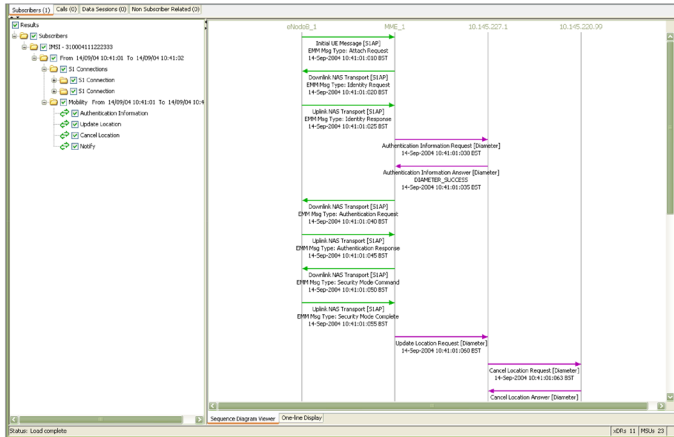 Subscribers (1) Calls (0) Data Sessions (0) Non Subscriber Related (0)
Results
Subscribers
IMSI - 310004111222333
From 14/09/04 10:41:01 To 14/09/04 10:41:02
S1 Connections
S1 Connection
S1 Connection
Mobility From 14/09/04 10:41:01 To 14/09/04 10:4
Authentication Information
Update Location
Cancel Location
Notify
eNodeB_1 MME_1 10.145.227.1 10.145.220.99
Initial UE Message [S1AP]
EMM Msg Type: Attach Request
14-Sep-2004 10:41:01:010 BST
Downlink NAS Transport [S1AP]
EMM Msg Type: Identity Request
14-Sep-2004 10:41:01:020 BST
Uplink NAS Transport [S1AP]
EMM Msg Type: Identity Response
14-Sep-2004 10:41:01:025 BST
Authentication Information Request [Diameter]
14-Sep-2004 10:41:01:030 BST
Authentication Information Answer [Diameter]
DIAMETER_SUCCESS
14-Sep-2004 10:41:01:035 BST
Downlink NAS Transport [S1AP]
EMM Msg Type: Authentication Request
14-Sep-2004 10:41:01:040 BST
Uplink NAS Transport [S1AP]
EMM Msg Type: Authentication Response
14-Sep-2004 10:41:01:045 BST
Downlink NAS Transport [S1AP]
EMM Msg Type: Security Mode Command
14-Sep-2004 10:41:01:050 BST
Uplink NAS Transport [S1AP]
EMM Msg Type: Security Mode Complete
14-Sep-2004 10:41:01:055 BST
Update Location Request [Diameter]
14-Sep-2004 10:41:01:060 BST
Cancel Location Request [Diameter]
14-Sep-2004 10:41:01:063 BST
Cancel Location Answer [Diameter]
Sequence Diagram Viewer One-line Display
Status: Load complete xDRs 11 MSUs 23